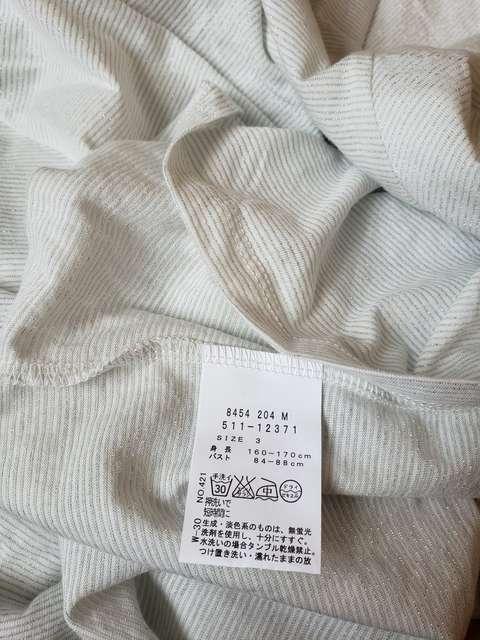 8454 204 M
511-12371
SIZE 3
身長 160-170cm
バスト 84-88cm
手洗イ
30
中
ドライ
押洗いで
短時間に
W-30 NO.421
生成・淡色系のものは、無蛍光
洗剤を使用し、十分にすすぐ。
水洗いの場合タンブル乾燥禁止。
つけ置き洗い・濡れたままの放